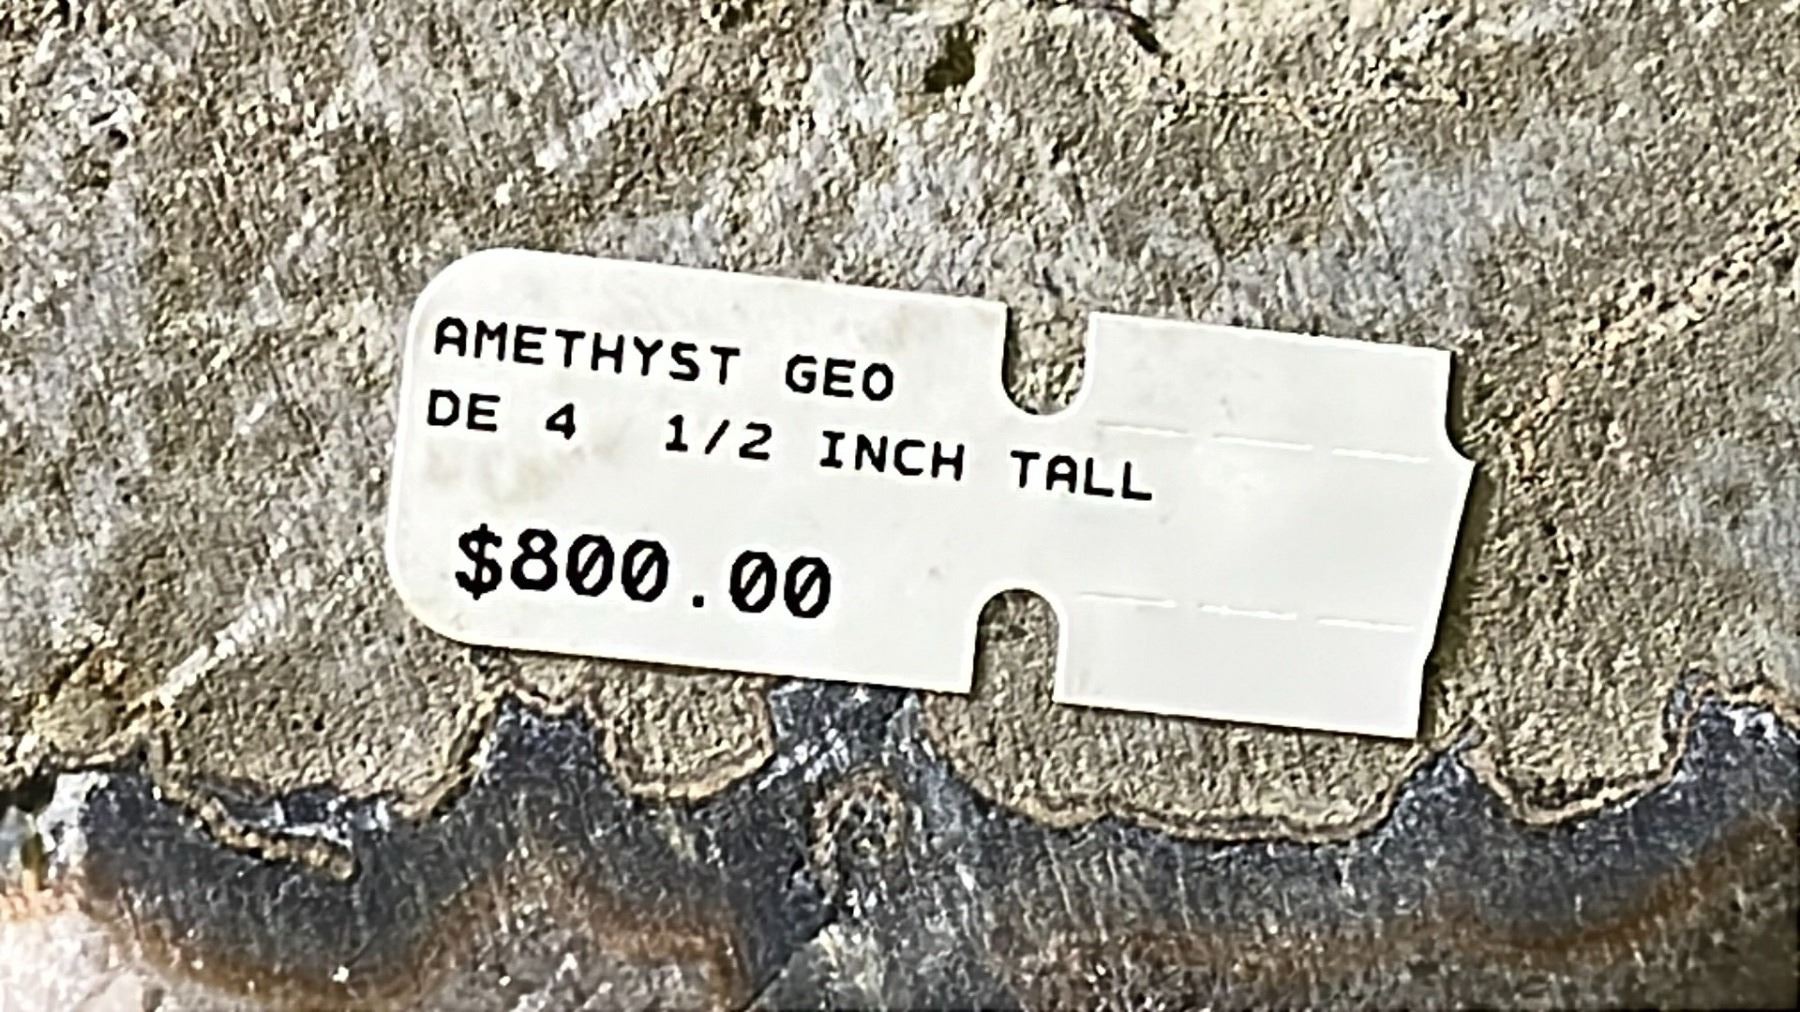 AMETHYST GEO
DE 4 1/2 INCH TALL
$800.00